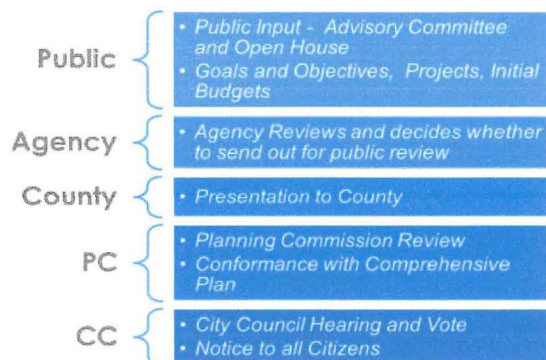 Public
• Public Input - Advisory Committee
and Open House
• Goals and Objectives, Projects, Initial
Budgets
Agency
• Agency Reviews and decides whether
to send out for public review
County
• Presentation to County
PC
• Planning Commission Review
• Conformance with Comprehensive
Plan
CC
• City Council Hearing and Vote
• Notice to all Citizens